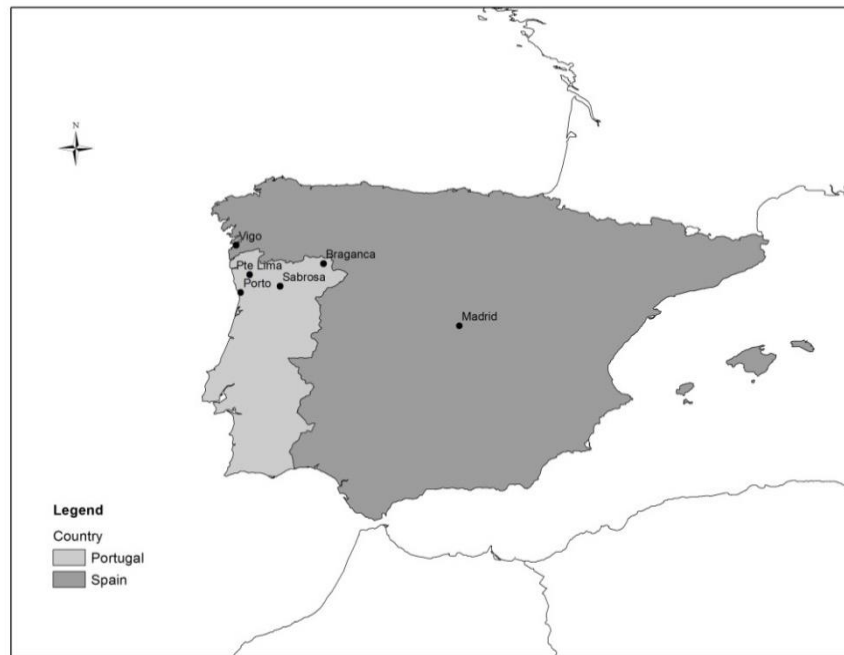 N
Vigo
Braganca
Pte Lima
Sabrosa
Porto
Madrid
Legend
Country
Portugal
Spain